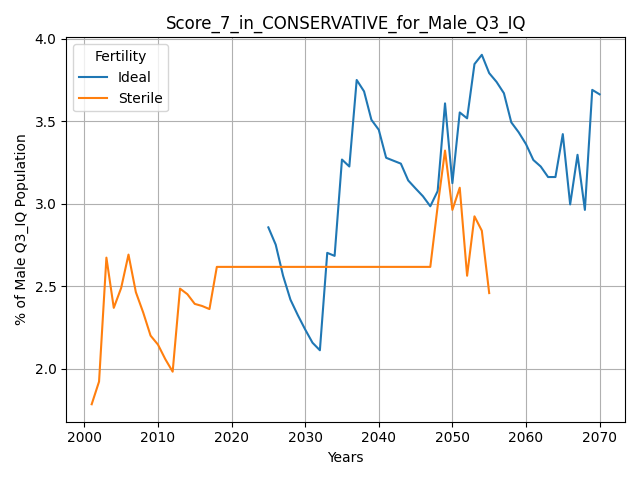 Score_7_in_CONSERVATIVE_for_Male_Q3_IQ
Fertility
Ideal
Sterile
% of Male Q3_IQ Population
4.0
3.5
3.0
2.5
2.0
2000 2010 2020 2030 2040 2050 2060 2070
Years